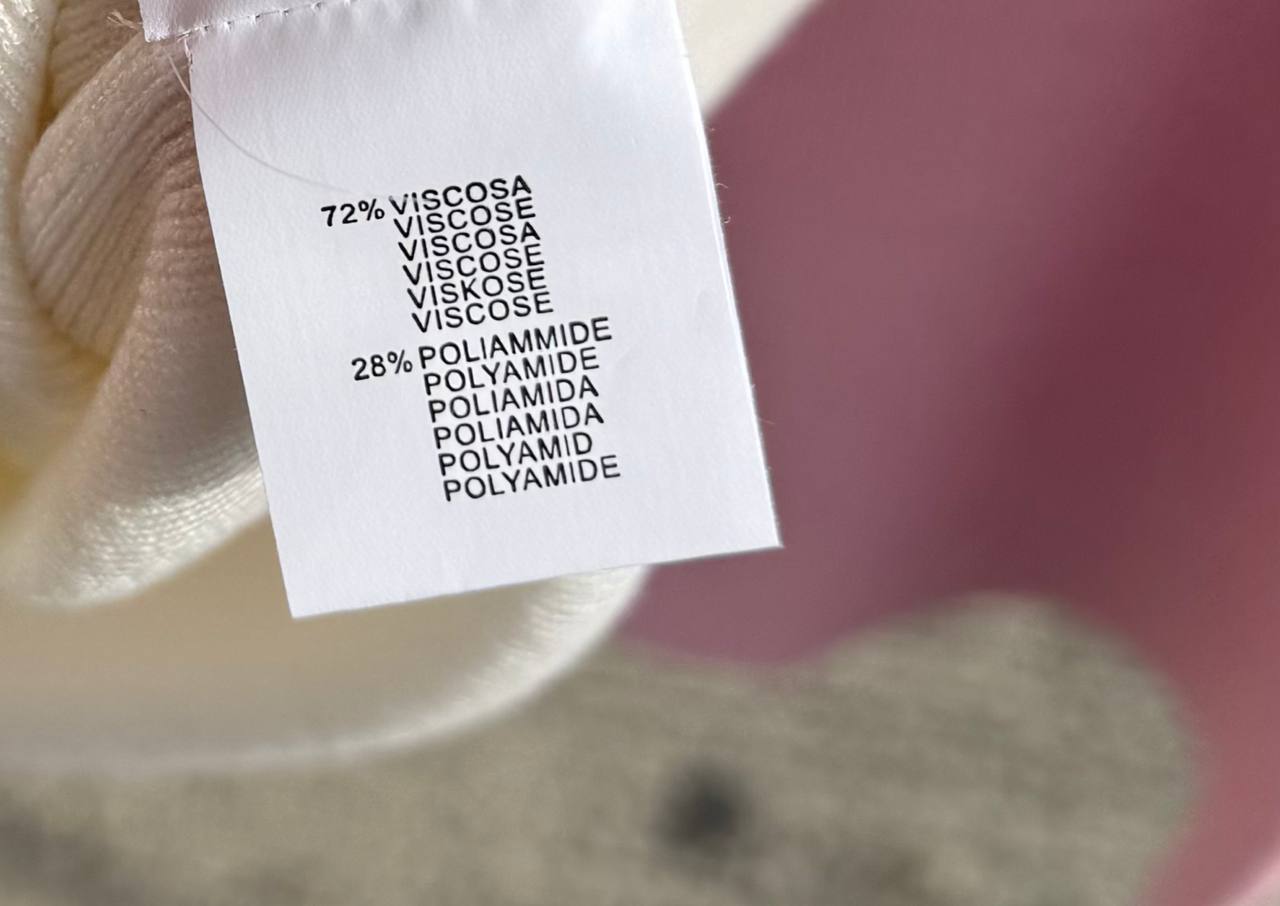 72% VISCOSA
VISCOSE
VISCOSA
VISCOSE
VISKOSE
VISCOSE
28% POLIAMMIDE
POLYAMIDE
POLIAMIDA
POLIAMIDA
POLYAMID
POLYAMIDE